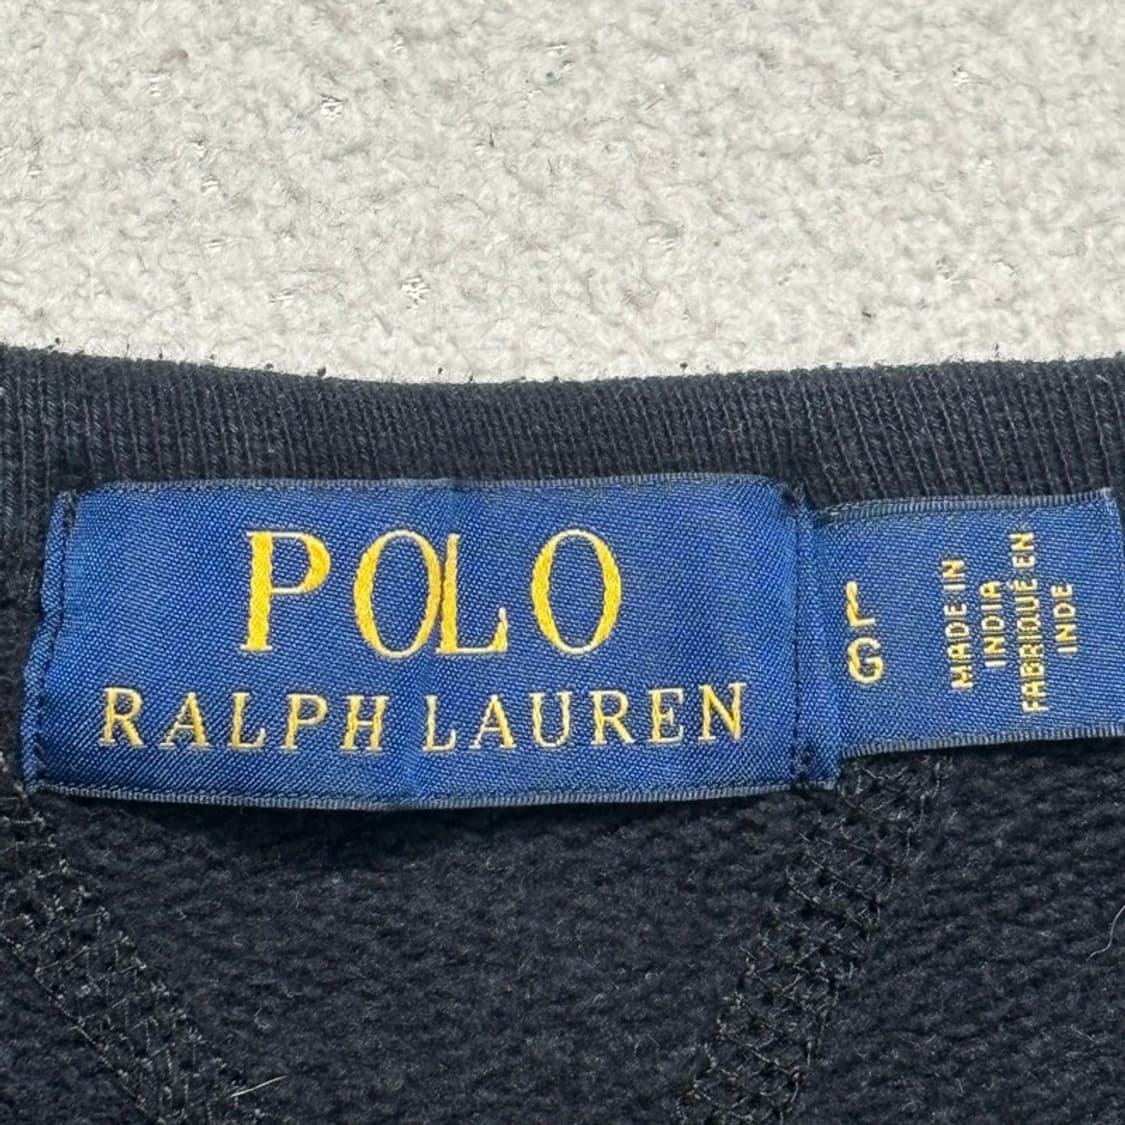 POLO
RALPH LAUREN
L
G
MADE IN
INDIA
FABRIQUÉ EN
INDE